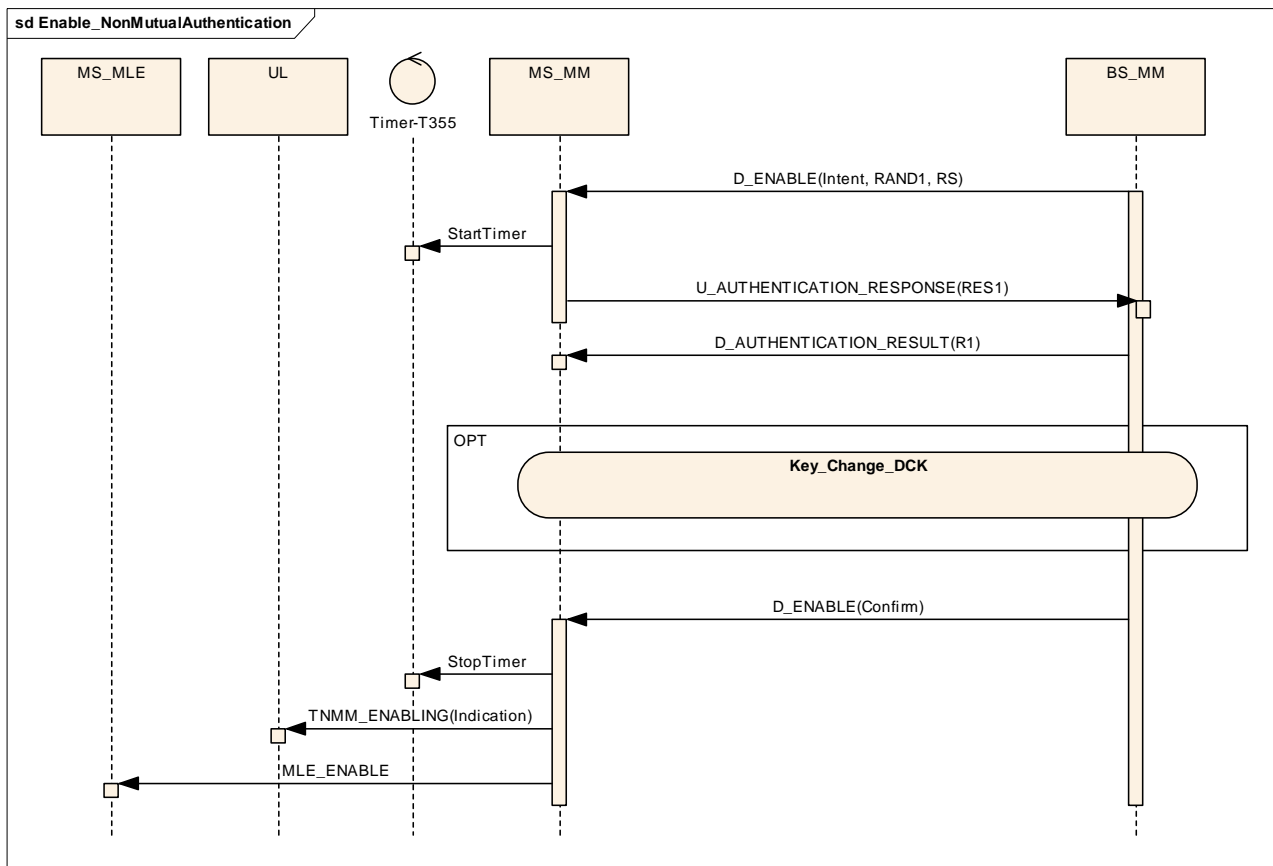 sd Enable_NonMutualAuthentication
MS_MLE
UL
Timer-T355
MS_MM
BS_MM
D_ENABLE(Intent, RAND1, RS)
StartTimer
U_AUTHENTICATION_RESPONSE(RES1)
D_AUTHENTICATION_RESULT(R1)
OPT
Key_Change_DCK
D_ENABLE(Confirm)
StopTimer
TNMM_ENABLING(Indication)
MLE_ENABLE